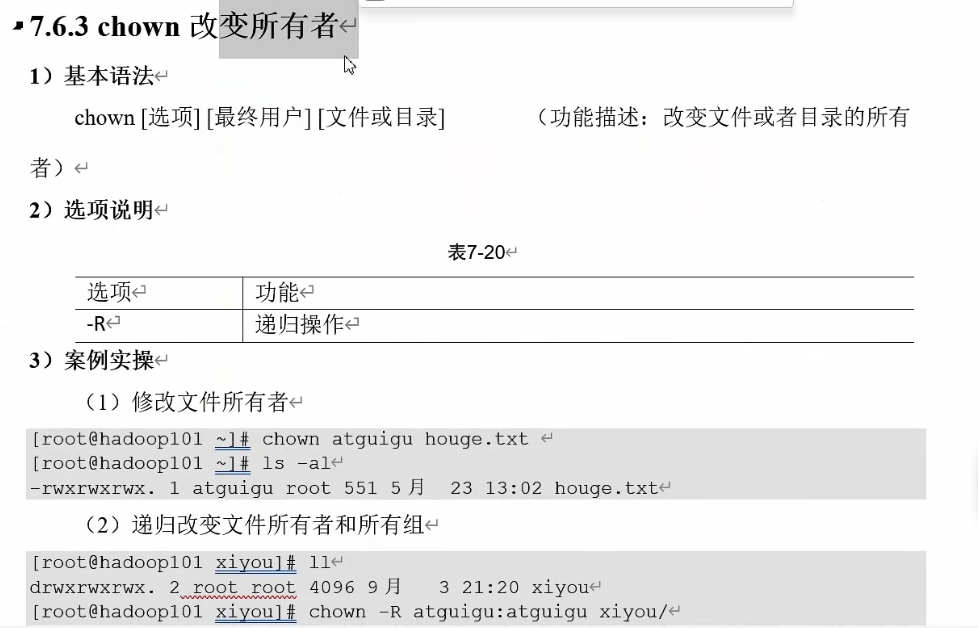 7.6.3 chown 改变所有者
1）基本语法
chown [选项] [最终用户] [文件或目录] （功能描述：改变文件或者目录的所有
者）
2）选项说明
表7-20
选项 功能
-R 递归操作
3）案例实操
（1）修改文件所有者
[root@hadoop101 ~]# chown atguigu houge.txt
[root@hadoop101 ~]# ls -al
-rwxrwxrwx. 1 atguigu root 551 5月 23 13:02 houge.txt
（2）递归改变文件所有者和所有组
[root@hadoop101 xiyou]# ll
drwxrwxrwx. 2 root root 4096 9月 3 21:20 xiyou
[root@hadoop101 xiyou]# chown -R atguigu:atguigu xiyou/